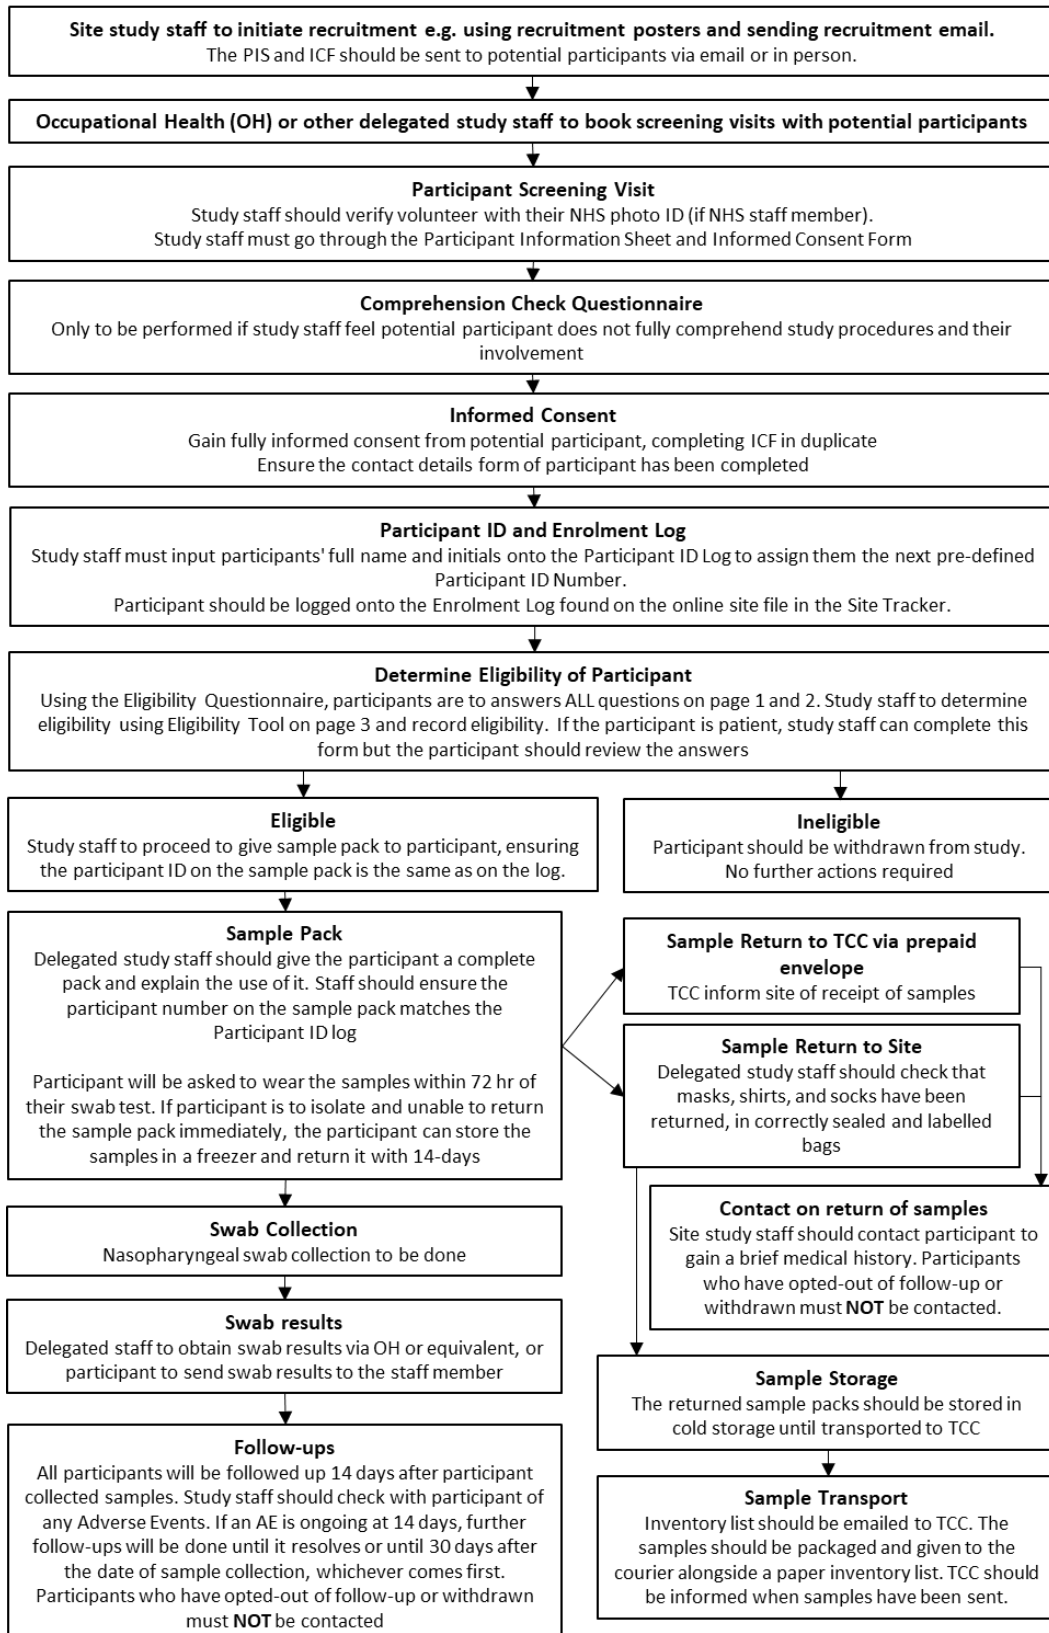 Site study staff to initiate recruitment e.g. using recruitment posters and sending recruitment email.
The PIS and ICF should be sent to potential participants via email or in person.
Occupational Health (OH) or other delegated study staff to book screening visits with potential participants
Participant Screening Visit
Study staff should verify volunteer with their NHS photo ID (if NHS staff member).
Study staff must go through the Participant Information Sheet and Informed Consent Form
Comprehension Check Questionnaire
Only to be performed if study staff feel potential participant does not fully comprehend study procedures and their
involvement
Informed Consent
Gain fully informed consent from potential participant, completing ICF in duplicate
Ensure the contact details form of participant has been completed
Participant ID and Enrolment Log
Study staff must input participants' full name and initials onto the Participant ID Log to assign them the next pre-defined
Participant ID Number.
Participant should be logged onto the Enrolment Log found on the online site file in the Site Tracker.
Determine Eligibility of Participant
Using the Eligibility Questionnaire, participants are to answers ALL questions on page 1 and 2. Study staff to determine
eligibility using Eligibility Tool on page 3 and record eligibility. If the participant is patient, study staff can complete this
form but the participant should review the answers
Eligible
Study staff to proceed to give sample pack to participant, ensuring
the participant ID on the sample pack is the same as on the log.
Ineligible
Participant should be withdrawn from study.
No further actions required
Sample Pack
Delegated study staff should give the participant a complete
pack and explain the use of it. Staff should ensure the
participant number on the sample pack matches the
Participant ID log
Participant will be asked to wear the samples within 72 hr of
their swab test. If participant is to isolate and unable to return
the sample pack immediately, the participant can store the
samples in a freezer and return it with 14-days
Sample Return to TCC via prepaid
envelope
TCC inform site of receipt of samples
Sample Return to Site
Delegated study staff should check that
masks, shirts, and socks have been
returned, in correctly sealed and labelled
bags
Contact on return of samples
Site study staff should contact participant to
gain a brief medical history. Participants
who have opted-out of follow-up or
withdrawn must NOT be contacted.
Swab Collection
Nasopharyngeal swab collection to be done
Swab results
Delegated staff to obtain swab results via OH or equivalent, or
participant to send swab results to the staff member
Sample Storage
The returned sample packs should be stored in
cold storage until transported to TCC
Follow-ups
All participants will be followed up 14 days after participant
collected samples. Study staff should check with participant of
any Adverse Events. If an AE is ongoing at 14 days, further
follow-ups will be done until it resolves or until 30 days after
the date of sample collection, whichever comes first.
Participants who have opted-out of follow-up or withdrawn
must NOT be contacted
Sample Transport
Inventory list should be emailed to TCC. The
samples should be packaged and given to the
courier alongside a paper inventory list. TCC should
be informed when samples have been sent.